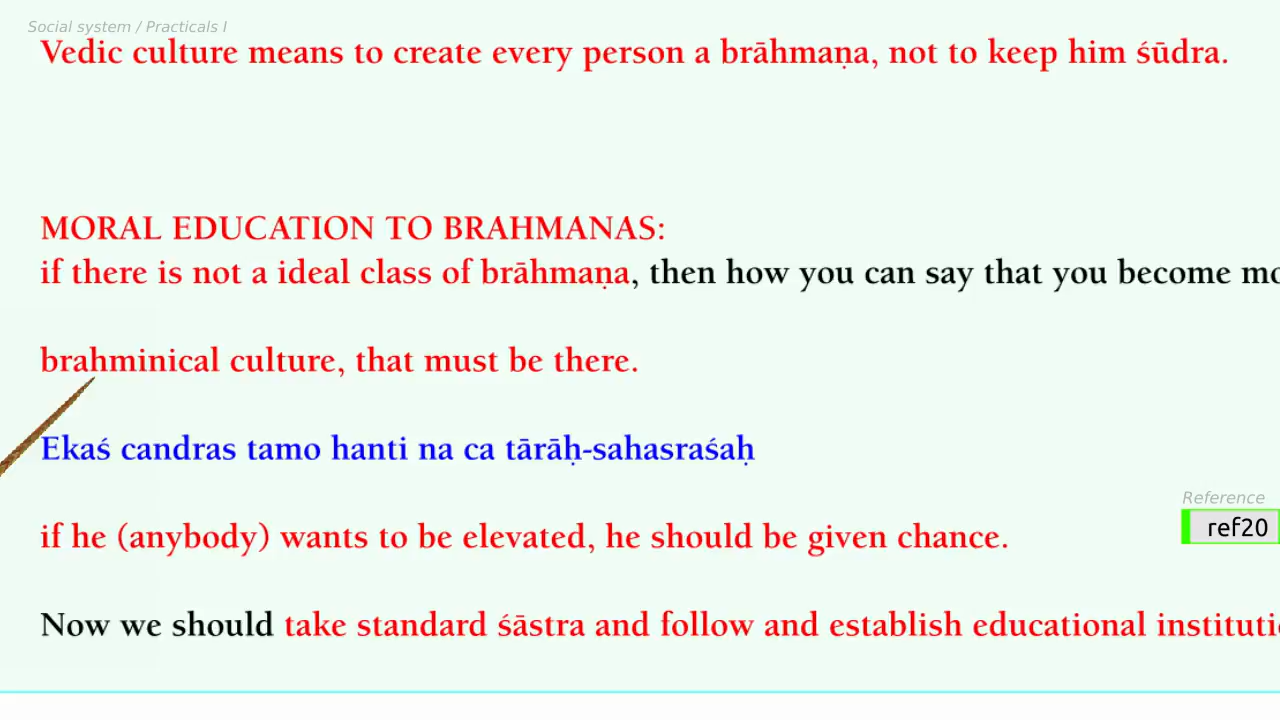 Social system / Practicals I
Vedic culture means to create every person a brāhmaṇa, not to keep him śūdra.
MORAL EDUCATION TO BRAHMANAS:
if there is not a ideal class of brāhmaṇa, then how you can say that you become
brahminical culture, that must be there.
Ekaś candras tamo hanti na ca tārāḥ-sahasraśaḥ
Reference
ref20
if he (anybody) wants to be elevated, he should be given chance.
Now we should take standard śāstra and follow and establish educational